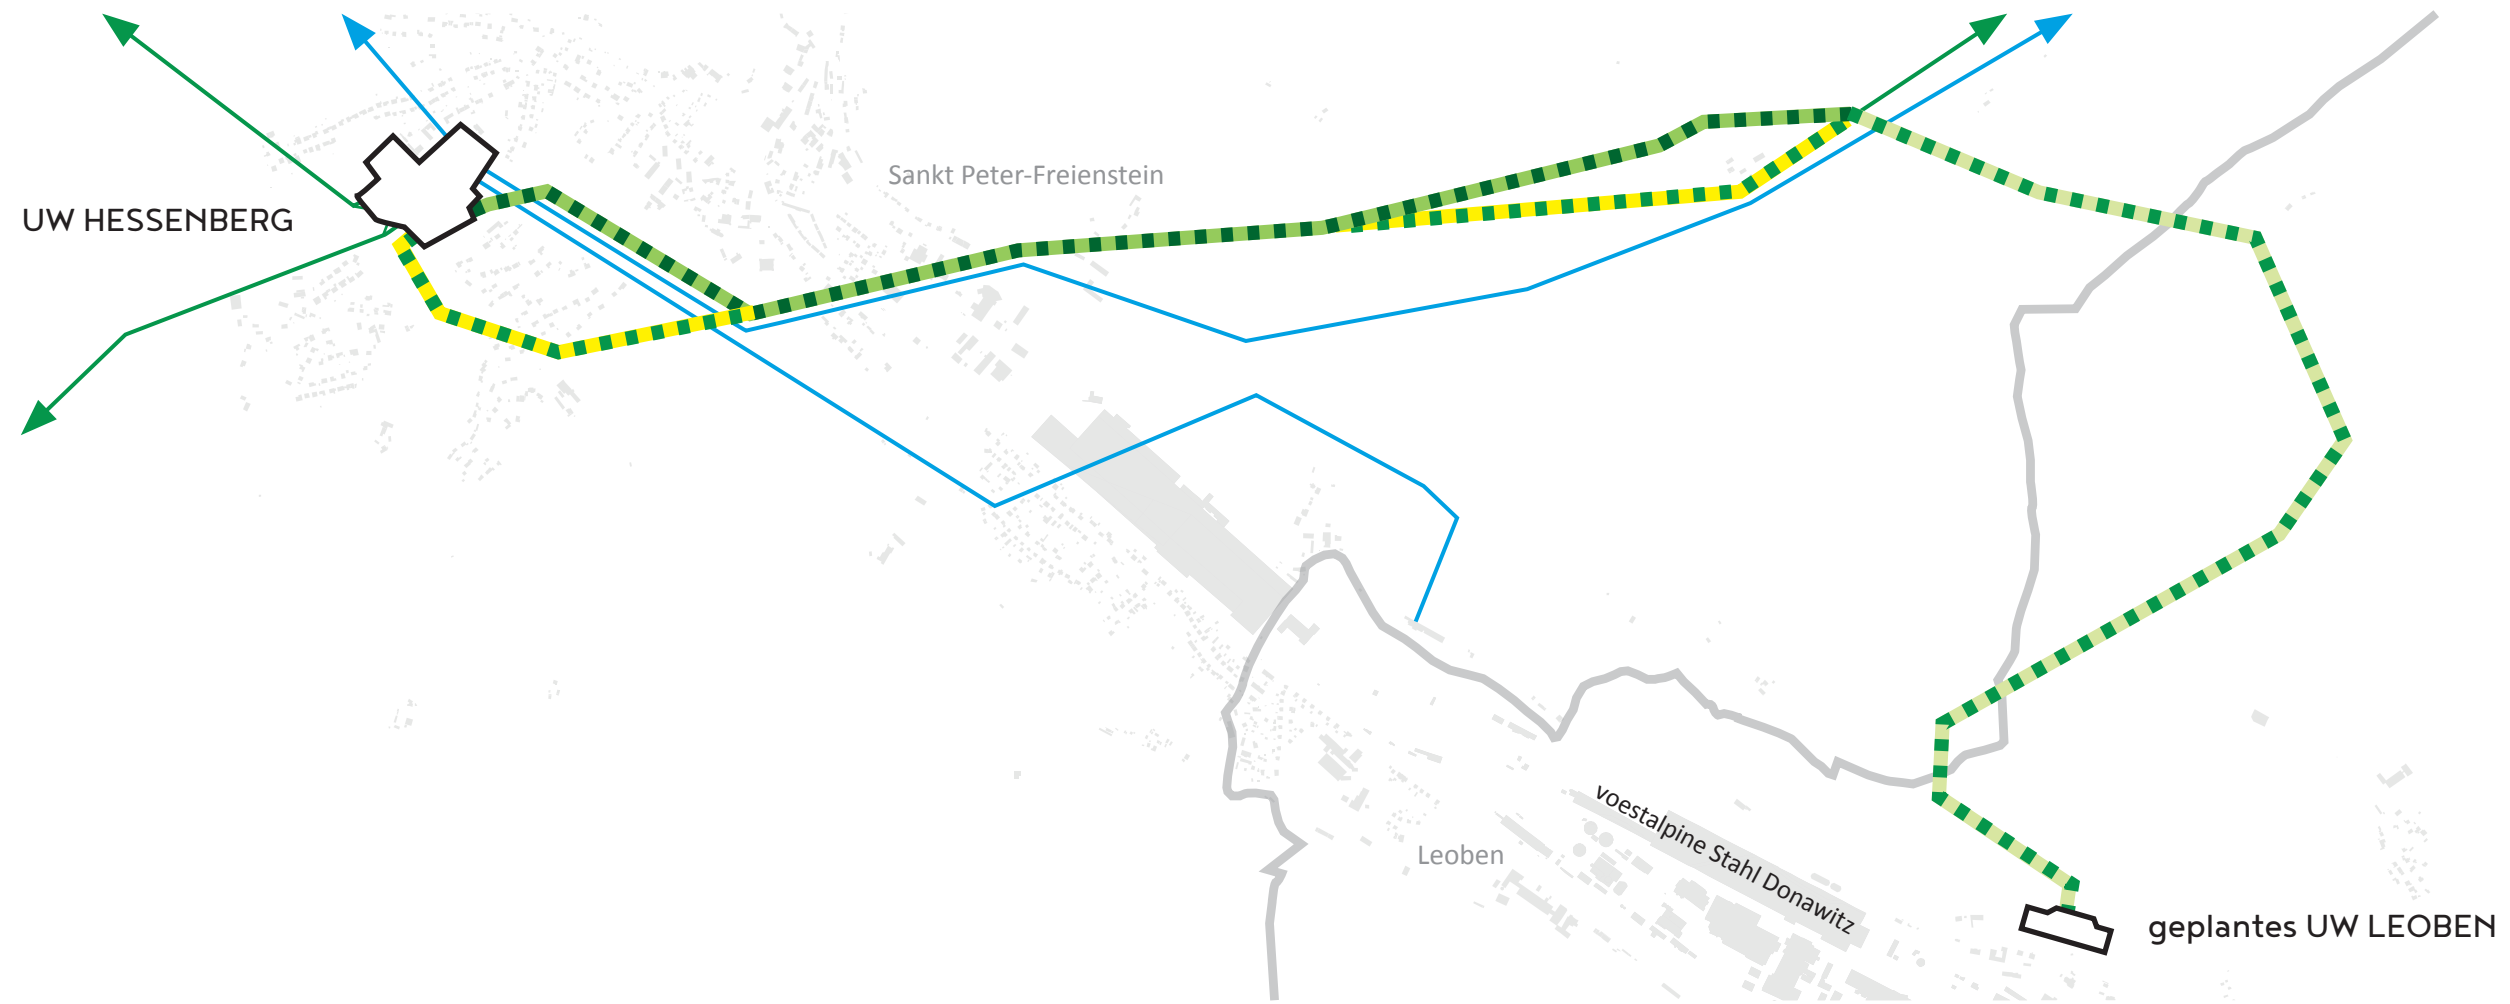 Sankt Peter-Freienstein
UW HESSENBERG
voestalpine Stahl Donawitz
Leoben
geplantes UW LEOBEN